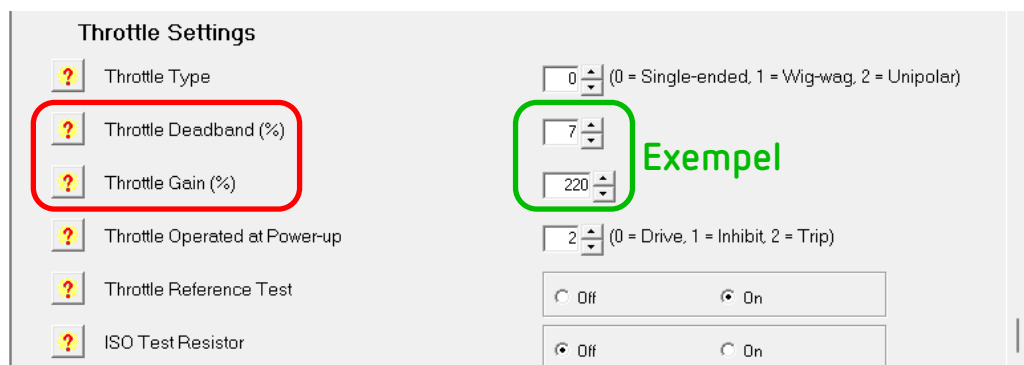 Throttle Settings
? Throttle Type 0 (0 = Single-ended, 1 = Wig-wag, 2 = Unipolar)
? Throttle Deadband (%) 7
Exempel
? Throttle Gain (%) 220
? Throttle Operated at Power-up 2 (0 = Drive, 1 = Inhibit, 2 = Trip)
? Throttle Reference Test Off On
? ISO Test Resistor Off On